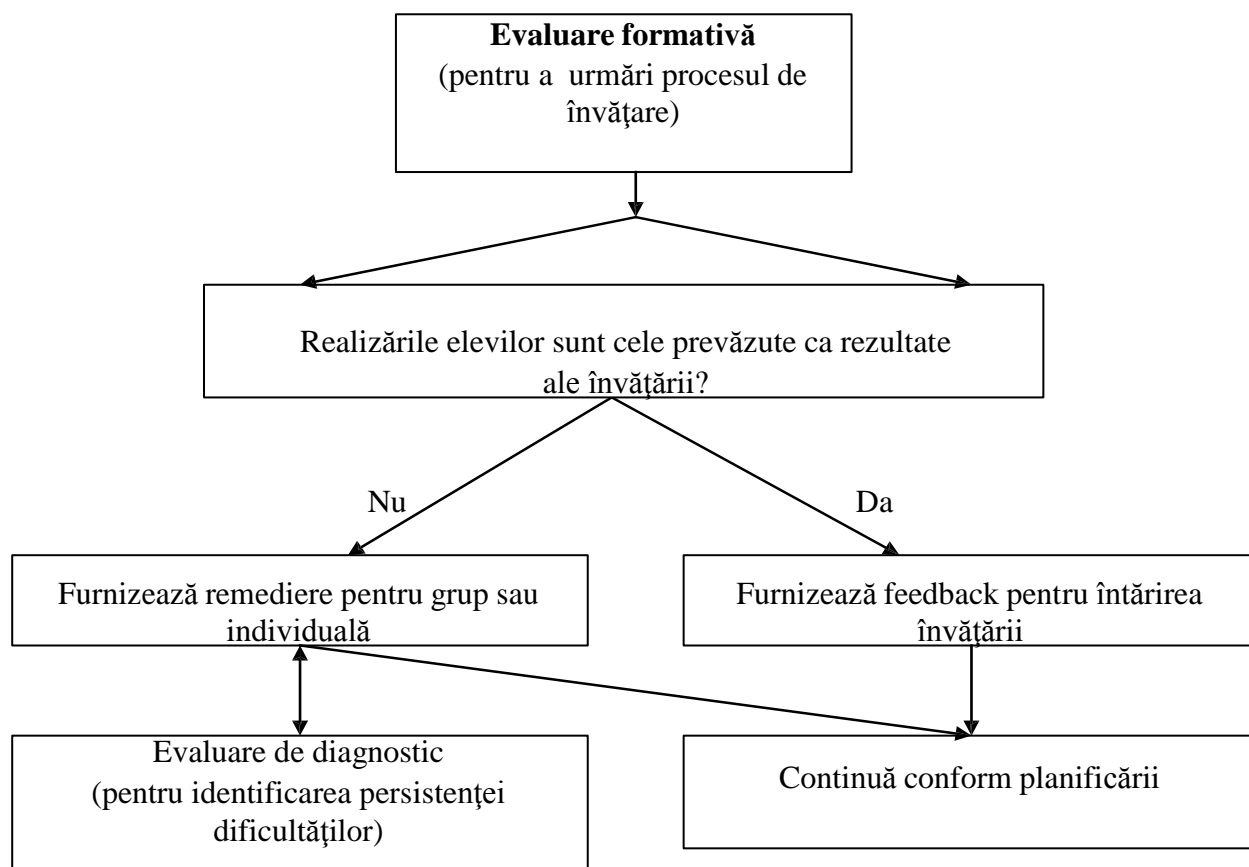 Evaluare formativă
(pentru a urmări procesul de
învăţare)
Realizările elevilor sunt cele prevăzute ca rezultate
ale învăţării?
Nu
Da
Furnizează remediere pentru grup sau
individuală
Furnizează feedback pentru întărirea
învăţării
Evaluare de diagnostic
(pentru identificarea persistenţei
dificultăţilor)
Continuă conform planificării